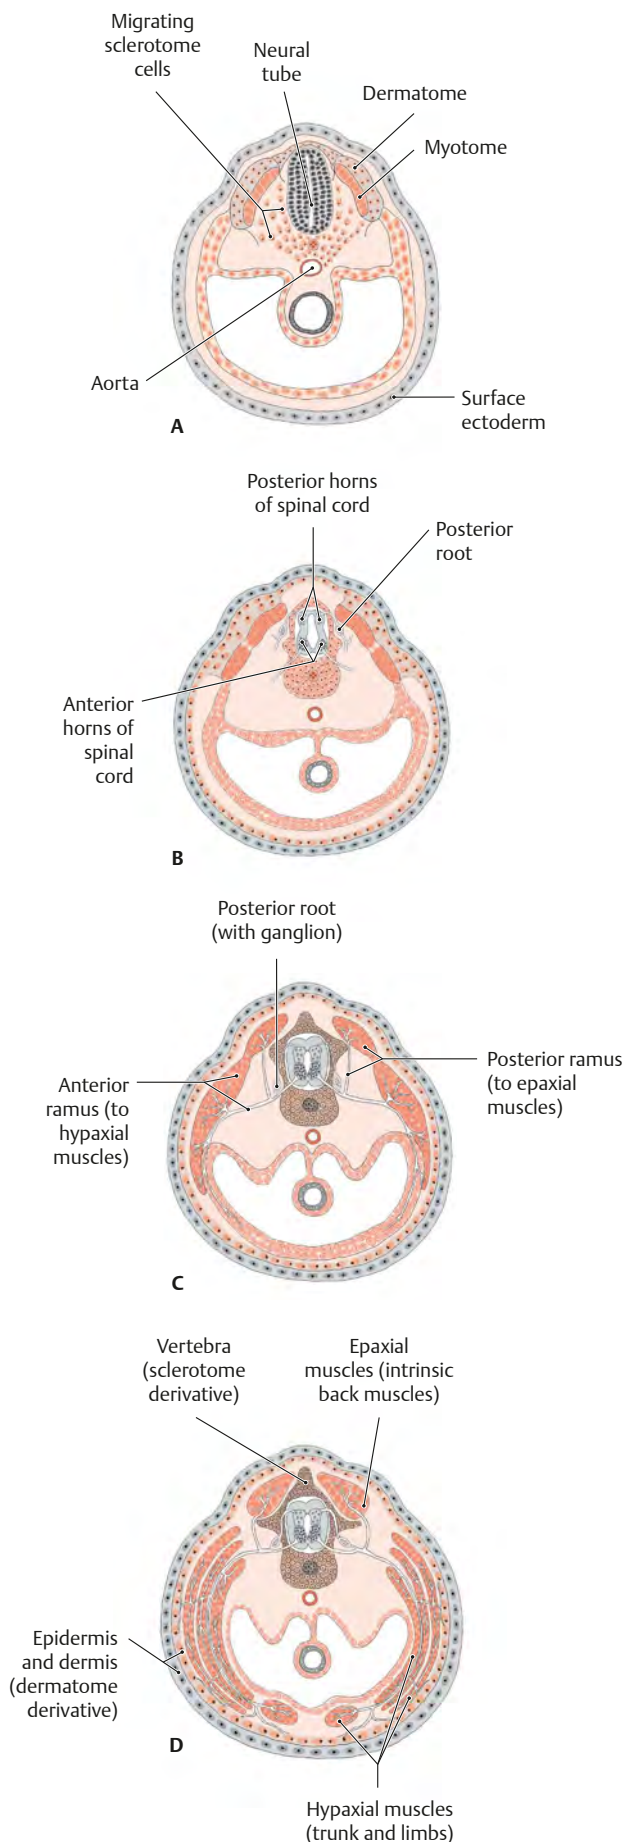 Migrating
sclerotome
cells
Neural
tube
Dermatome
Myotome
Aorta
Surface
ectoderm
A
Posterior horns
of spinal cord
Posterior
root
Anterior
horns of
spinal
cord
B
Posterior root
(with ganglion)
Anterior
ramus (to
hypaxial
muscles)
Posterior ramus
(to epaxial
muscles)
C
Vertebra
(sclerotome
derivative)
Epaxial
muscles (intrinsic
back muscles)
Epidermis
and dermis
(dermatome
derivative)
D
Hypaxial muscles
(trunk and limbs)